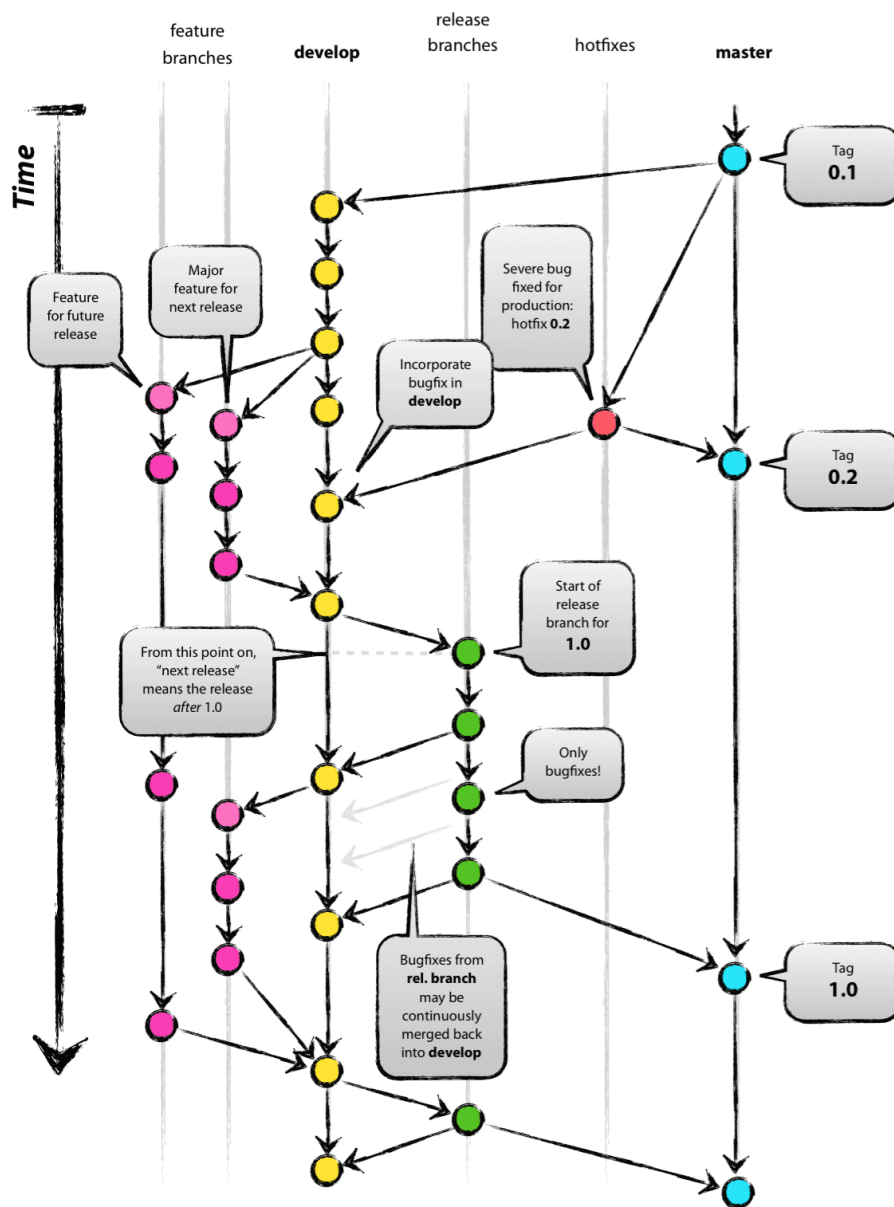 feature
branches
develop
release
branches
hotfixes
master
Time
Tag
0.1
Major
feature for
next release
Severe bug
fixed for
production:
hotfix 0.2
Feature
for future
release
Incorporate
bugfix in
develop
Tag
0.2
Start of
release
branch for
1.0
From this point on,
“next release”
means the release
after 1.0
Only
bugfixes!
Bugfixes from
rel. branch
may be
continuously
merged back
into develop
Tag
1.0